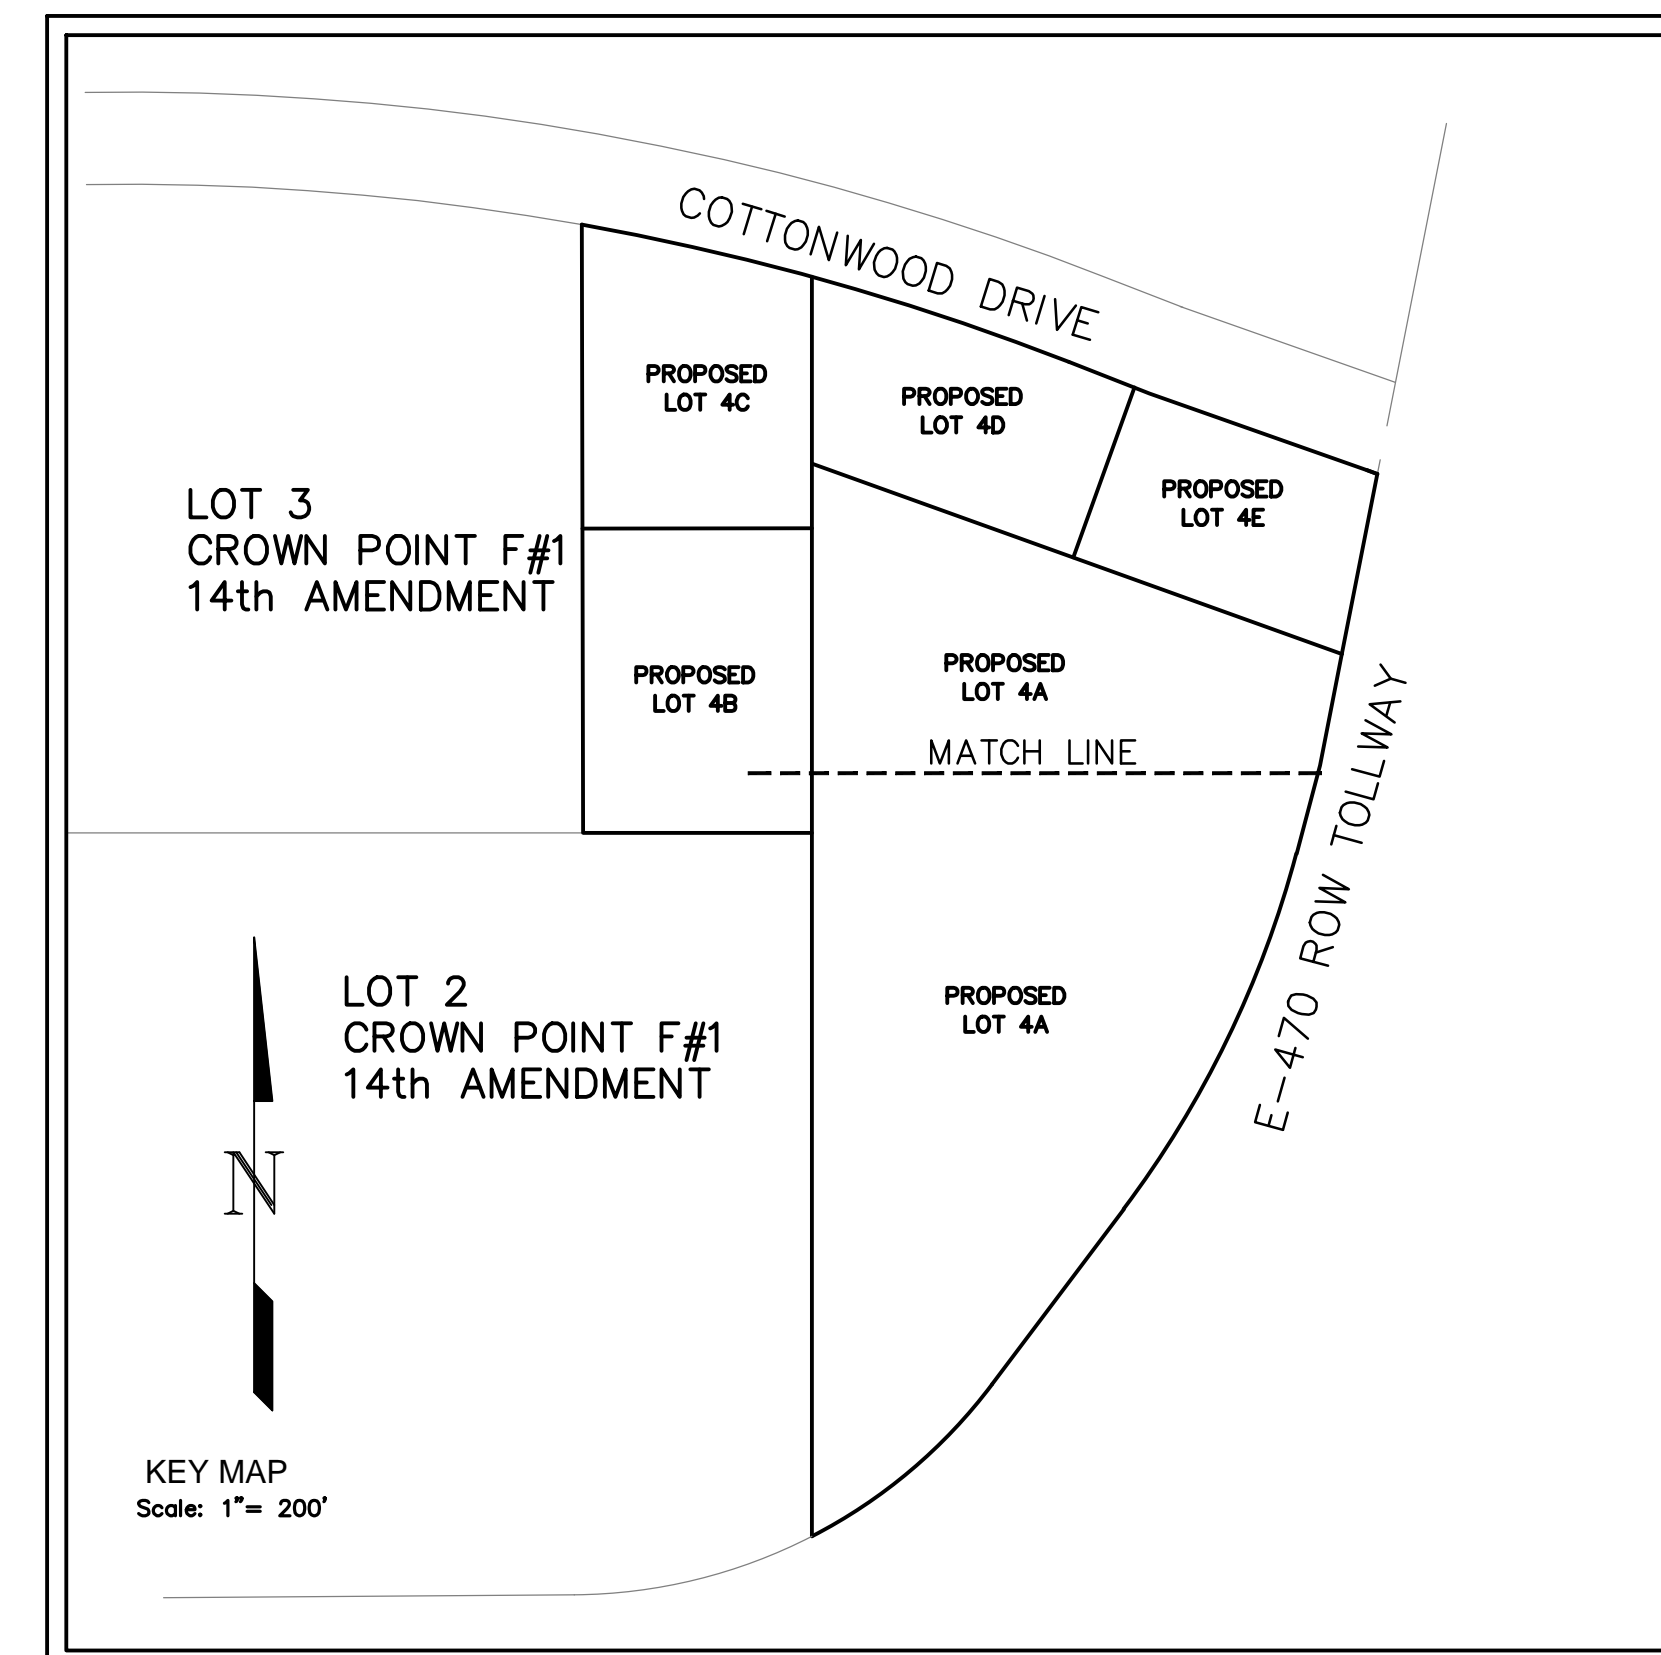 COTTONWOOD DRIVE
PROPOSED
LOT 4C
PROPOSED
LOT 4D
PROPOSED
LOT 4E
LOT 3
CROWN POINT F#1
14th AMENDMENT
PROPOSED
LOT 4B
PROPOSED
LOT 4A
MATCH LINE
E-470 ROW TOLLWAY
LOT 2
CROWN POINT F#1
14th AMENDMENT
PROPOSED
LOT 4A
N
KEY MAP
Scale: 1"= 200'